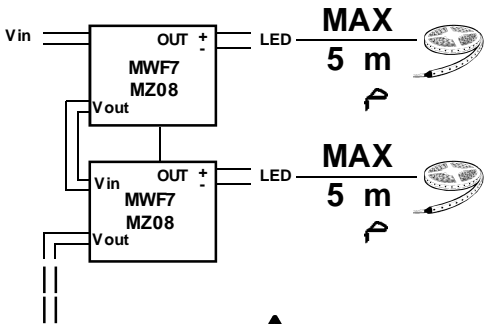 Vin
OUT + -
LED
MAX
5 m
MWF7
MZ08
Vout
Vin
OUT + -
LED
MAX
5 m
MWF7
MZ08
Vout